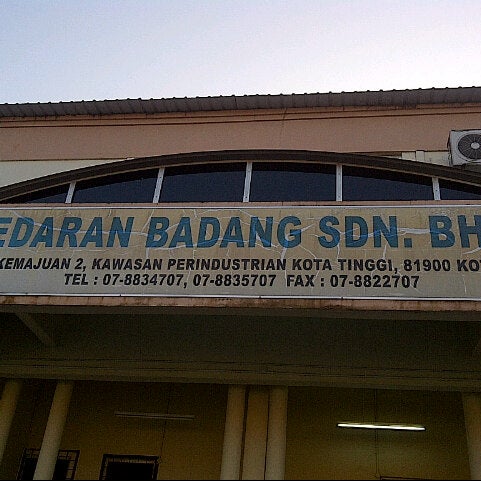 EDARAN BADANG SDN. BH
KEMAJUAN 2, KAWASAN PERINDUSTRIAN KOTA TINGGI, 81900 KO
TEL : 07-8834707, 07-8835707 FAX : 07-8822707